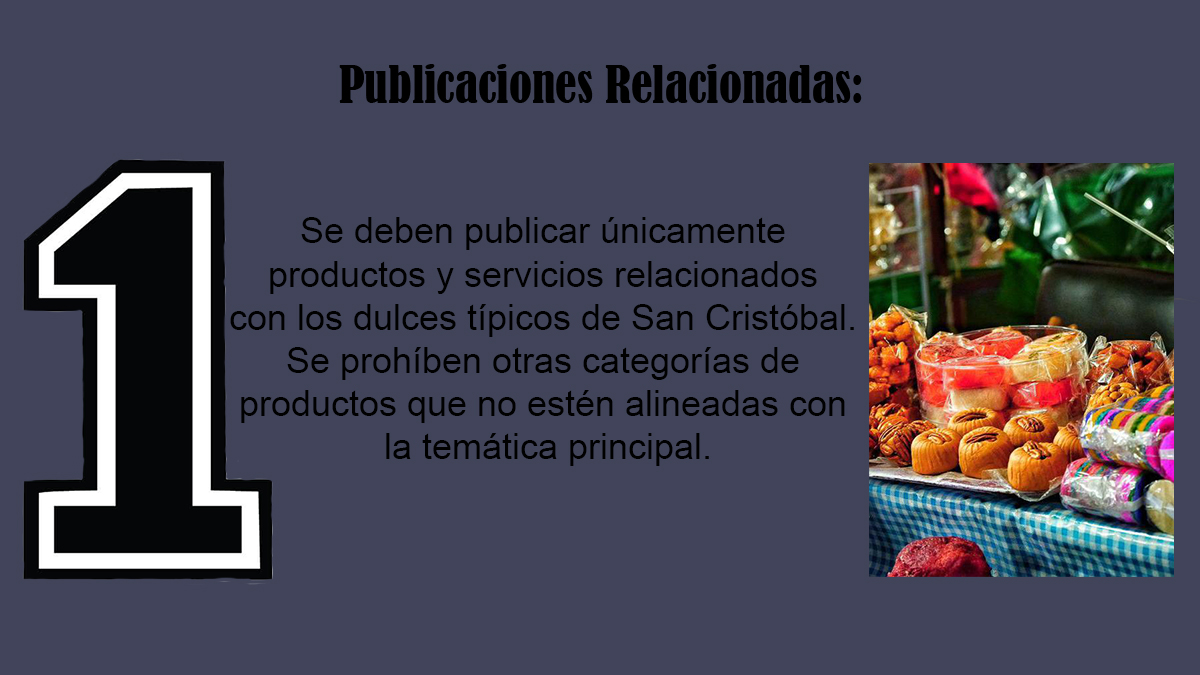 Publicaciones Relacionadas:
1
Se deben publicar únicamente
productos y servicios relacionados
con los dulces típicos de San Cristóbal.
Se prohíben otras categorías de
productos que no estén alineadas con
la temática principal.